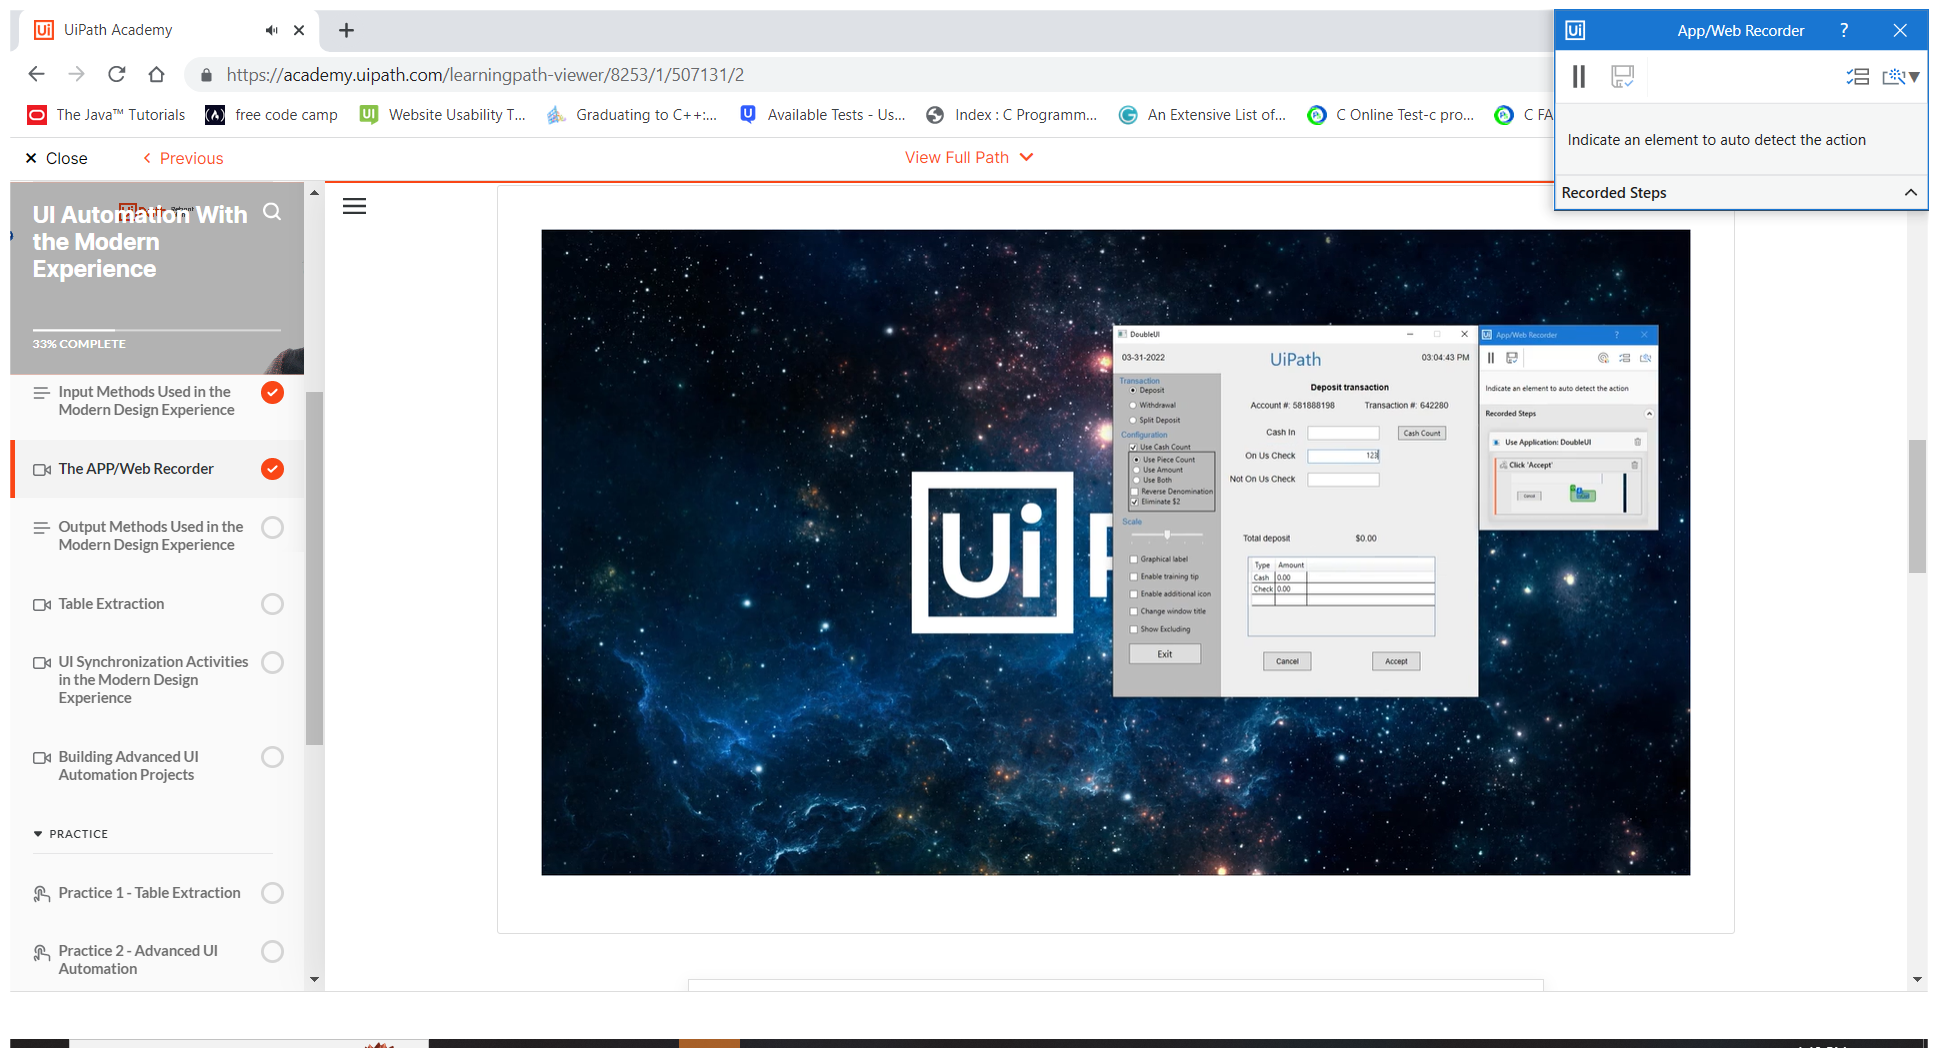 Ui UiPath Academy
https://academy.uipath.com/learningpath-viewer/8253/1/507131/2
The Java™ Tutorials
free code camp
UI Website Usability T...
Graduating to C++:...
U Available Tests - Us...
Index : C Programm...
An Extensive List of...
C Online Test-c pro...
C FA
Close
Previous
View Full Path
Ui App/Web Recorder ?
Indicate an element to auto detect the action
Recorded Steps
UI Automation With
the Modern
Experience
33% COMPLETE
Input Methods Used in the
Modern Design Experience
The APP/Web Recorder
Output Methods Used in the
Modern Design Experience
Table Extraction
UI Synchronization Activities
in the Modern Design
Experience
Building Advanced UI
Automation Projects
PRACTICE
Practice 1 - Table Extraction
Practice 2 - Advanced UI
Automation
Ui
DoubleUI
03-31-2022
UiPath
03:04:43 PM
Transaction
Deposit
Withdrawal
Split Deposit
Configuration
Use Cash Count
Use Piece Count
Use Amount
Use Both
Reverse Denomination
Eliminate $2
Scale
Graphical label
Enable training tip
Enable additional icon
Change window title
Show Excluding
Exit
Deposit transaction
Account #: 581888198 Transaction #: 642280
Cash In
Cash Count
On Us Check 123
Not On Us Check
Total deposit $0.00
Type Amount
Cash 0.00
Check 0.00
Cancel
Accept
Ui App/Web Recorder ?
Indicate an element to auto detect the action
Recorded Steps
Use Application: DoubleUI
Click 'Accept'